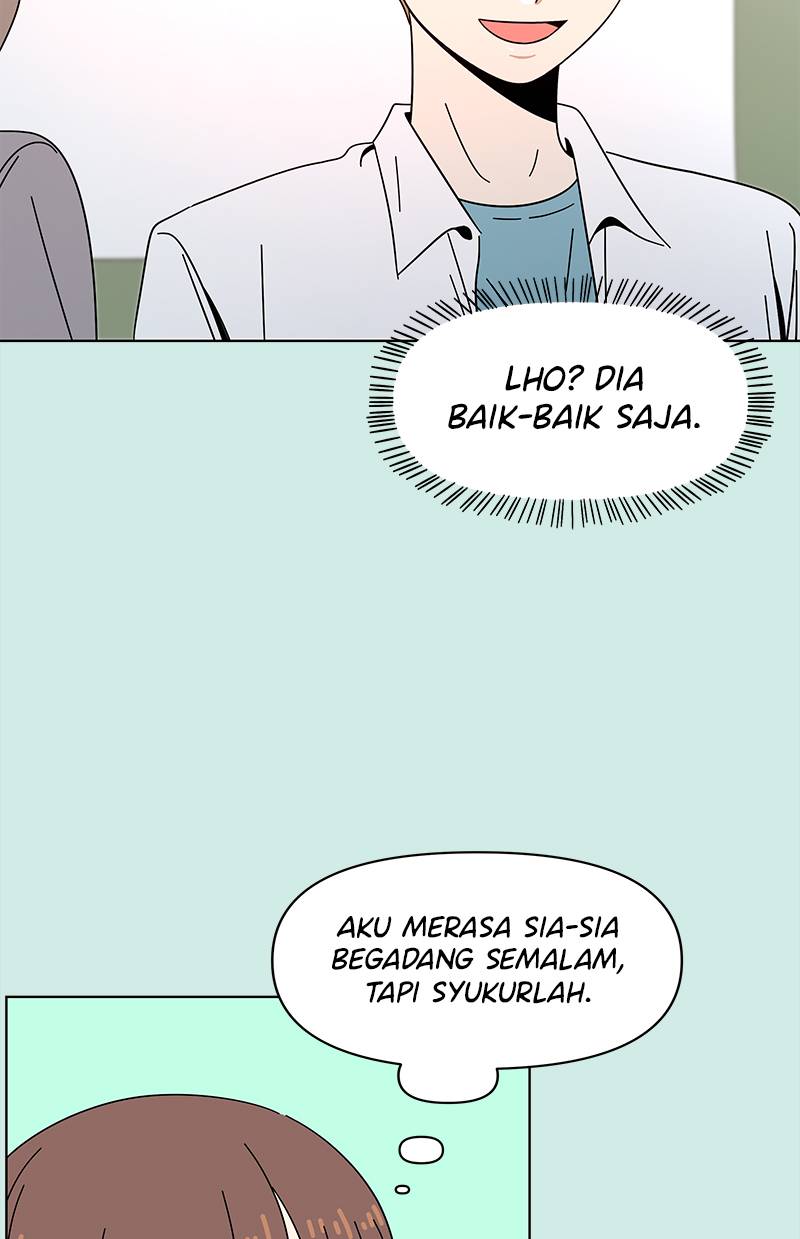 LHO? DIA
BAIK-BAIK SAJA.
AKU MERASA SIA-SIA
BEGADANG SEMALAM,
TAPI SYUKURLAH.